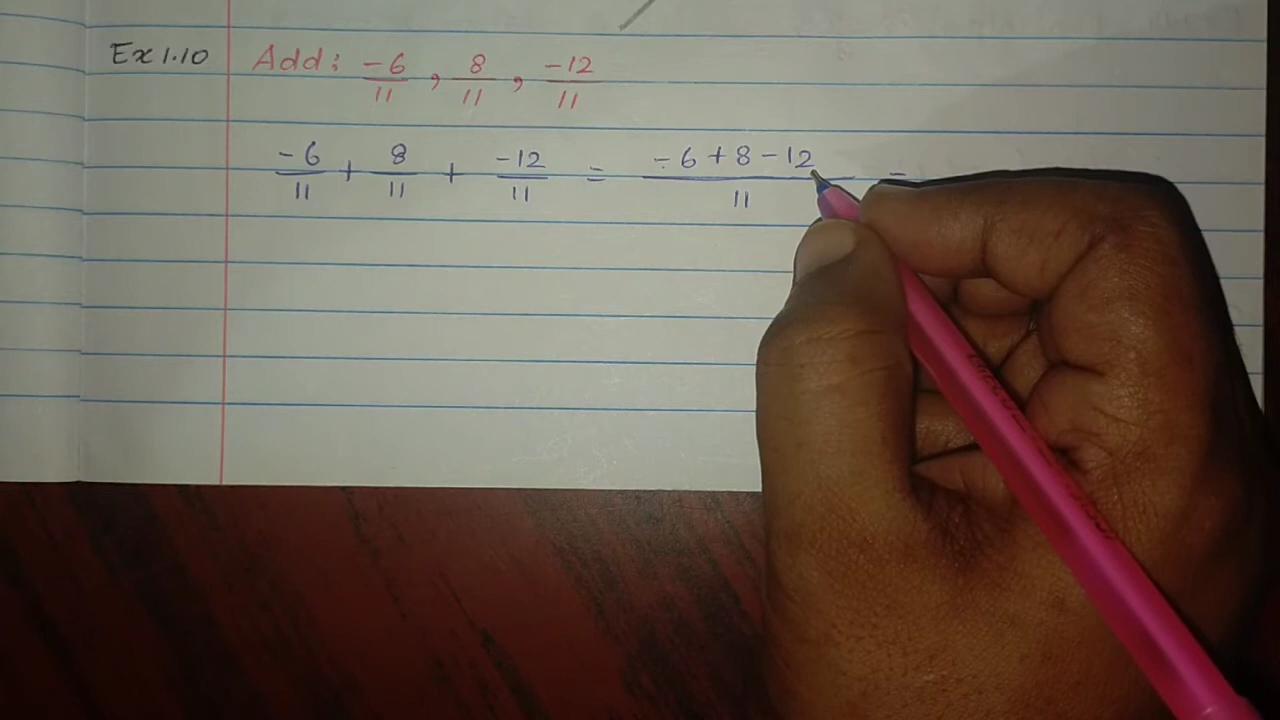 Ex 1.10 Add: -6/11 , 8/11 , -12/11
-6/11 + 8/11 + -12/11 = -6+8-12/11 =